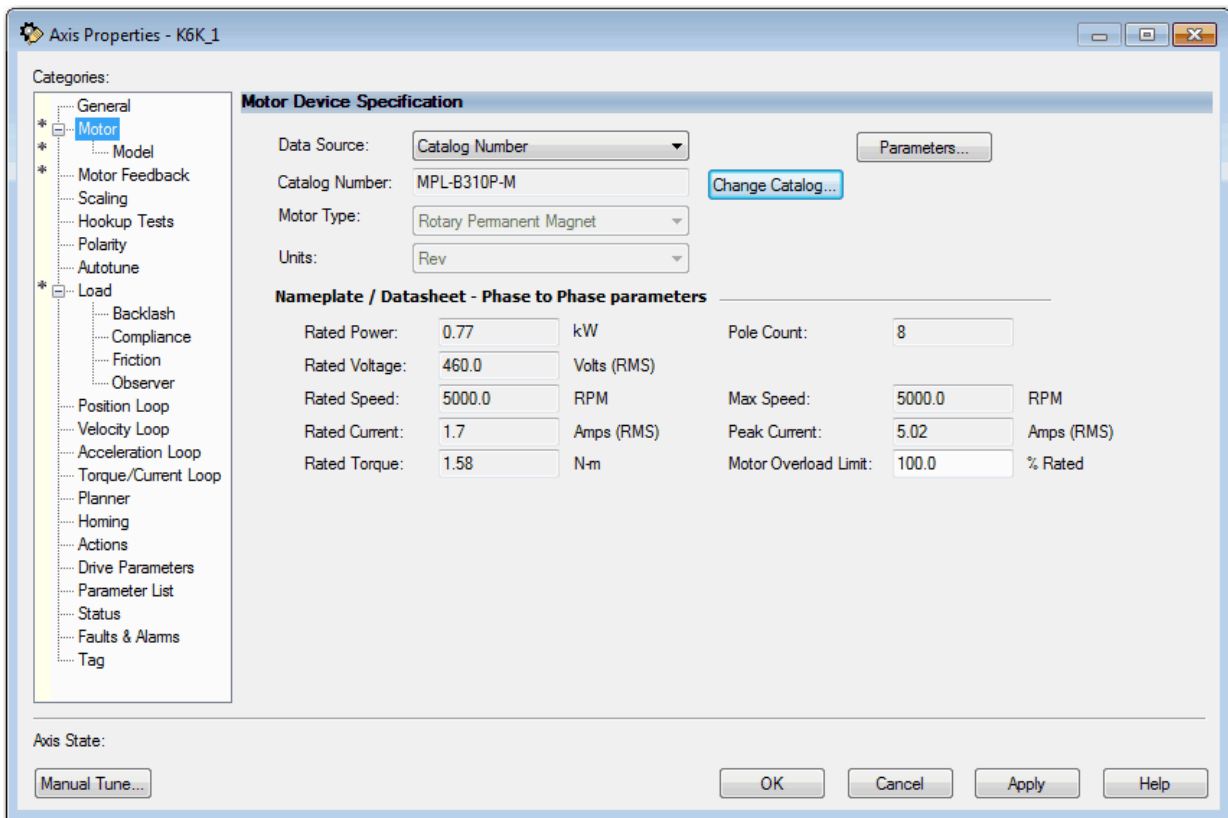 Axis Properties - K6K_1
Categories:
General
* Motor
* Model
* Motor Feedback
Scaling
Hookup Tests
Polarity
Autotune
* Load
Backlash
Compliance
Friction
Observer
Position Loop
Velocity Loop
Acceleration Loop
Torque/Current Loop
Planner
Homing
Actions
Drive Parameters
Parameter List
Status
Faults & Alarms
Tag
Motor Device Specification
Data Source: Catalog Number Parameters...
Catalog Number: MPL-B310P-M Change Catalog...
Motor Type: Rotary Permanent Magnet
Units: Rev
Nameplate / Datasheet - Phase to Phase parameters
Rated Power: 0.77 kW Pole Count: 8
Rated Voltage: 460.0 Volts (RMS)
Rated Speed: 5000.0 RPM Max Speed: 5000.0 RPM
Rated Current: 1.7 Amps (RMS) Peak Current: 5.02 Amps (RMS)
Rated Torque: 1.58 N-m Motor Overload Limit: 100.0 % Rated
Axis State:
Manual Tune... OK Cancel Apply Help